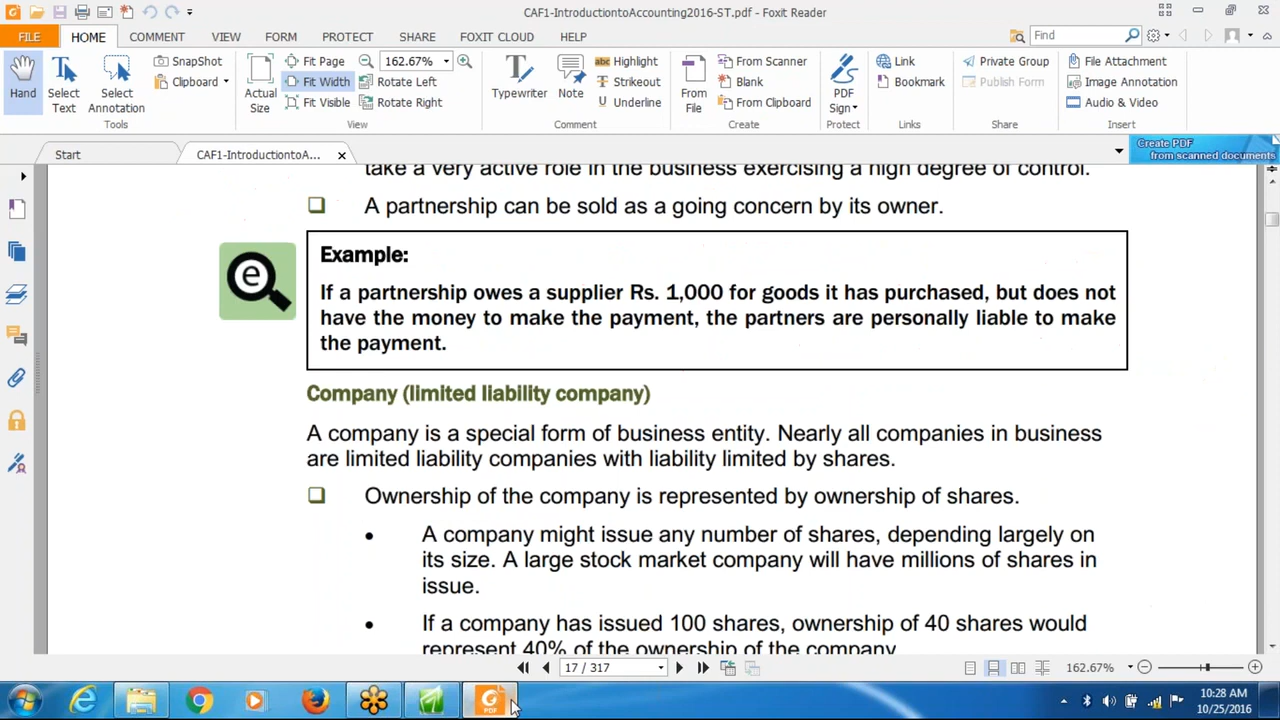 CAF1-IntroductiontoAccounting2016-ST.pdf - Foxit Reader
FILE HOME COMMENT VIEW FORM PROTECT SHARE FOXIT CLOUD HELP Find
Hand
Select Text
Select Annotation
SnapShot
Clipboard
Tools
Actual Size
Fit Page
Fit Width
Fit Visible
162.67%
Rotate Left
Rotate Right
View
Typewriter
Note
Highlight
Strikeout
Underline
Comment
From File
From Scanner
Blank
From Clipboard
Create
PDF Sign
Protect
Link
Bookmark
Links
Private Group
Publish Form
Share
File Attachment
Image Annotation
Audio & Video
Insert
Start
CAF1-IntroductiontoA...
Create PDF
from scanned documents
take a very active role in the business exercising a high degree of control.
A partnership can be sold as a going concern by its owner.
e
Example:
If a partnership owes a supplier Rs. 1,000 for goods it has purchased, but does not
have the money to make the payment, the partners are personally liable to make
the payment.
Company (limited liability company)
A company is a special form of business entity. Nearly all companies in business
are limited liability companies with liability limited by shares.
Ownership of the company is represented by ownership of shares.
A company might issue any number of shares, depending largely on
its size. A large stock market company will have millions of shares in
issue.
If a company has issued 100 shares, ownership of 40 shares would
represent 40% of the ownership of the company
17 / 317
162.67%
PDF
10:28 AM
10/25/2016